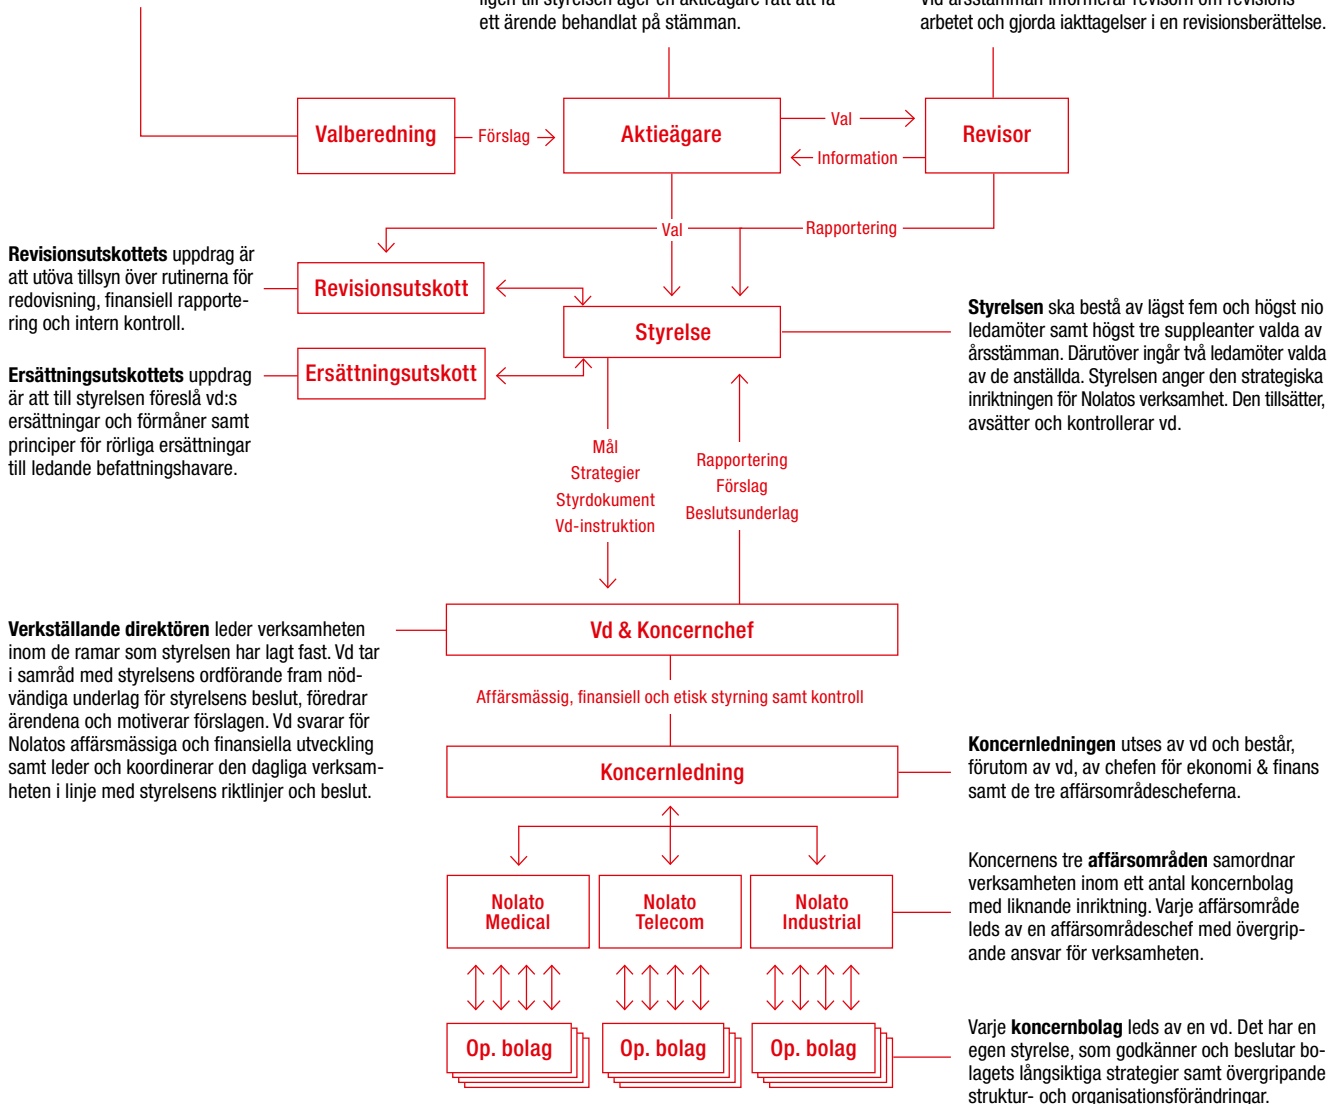 ligen till styrelsen äger en aktieägare rätt att få
ett ärende behandlat på stämman.
Vid årsstämman informerar revisorn om revisions-
arbetet och gjorda iakttagelser i en revisionsberättelse.
Valberedning
Förslag
Aktieägare
Val
Information
Revisor
Val
Rapportering
Revisionsutskottets uppdrag är
att utöva tillsyn över rutinerna för
redovisning, finansiell rapporte-
ring och intern kontroll.
Revisionsutskott
Styrelse
Styrelsen ska bestå av lägst fem och högst nio
ledamöter samt högst tre suppleanter valda av
årsstämman. Därutöver ingår två ledamöter valda
av de anställda. Styrelsen anger den strategiska
inriktningen för Nolatos verksamhet. Den tillsätter,
avsätter och kontrollerar vd.
Ersättningsutskottets uppdrag
är att till styrelsen föreslå vd:s
ersättningar och förmåner samt
principer för rörliga ersättningar
till ledande befattningshavare.
Ersättningsutskott
Mål
Strategier
Styrdokument
Vd-instruktion
Rapportering
Förslag
Beslutsunderlag
Verkställande direktören leder verksamheten
inom de ramar som styrelsen har lagt fast. Vd tar
i samråd med styrelsens ordförande fram nöd-
vändiga underlag för styrelsens beslut, föredrar
ärendena och motiverar förslagen. Vd svarar för
Nolatos affärsmässiga och finansiella utveckling
samt leder och koordinerar den dagliga verksam-
heten i linje med styrelsens riktlinjer och beslut.
Vd & Koncernchef
Affärsmässig, finansiell och etisk styrning samt kontroll
Koncernledning
Koncernledningen utses av vd och består,
förutom av vd, av chefen för ekonomi & finans
samt de tre affärsområdescheferna.
Nolato
Medical
Nolato
Telecom
Nolato
Industrial
Koncernens tre affärsområden samordnar
verksamheten inom ett antal koncernbolag
med liknande inriktning. Varje affärsområde
leds av en affärsområdeschef med övergrip-
ande ansvar för verksamheten.
Op. bolag
Op. bolag
Op. bolag
Varje koncernbolag leds av en vd. Det har en
egen styrelse, som godkänner och beslutar bo-
lagets långsiktiga strategier samt övergripande
struktur- och organisationsförändringar.